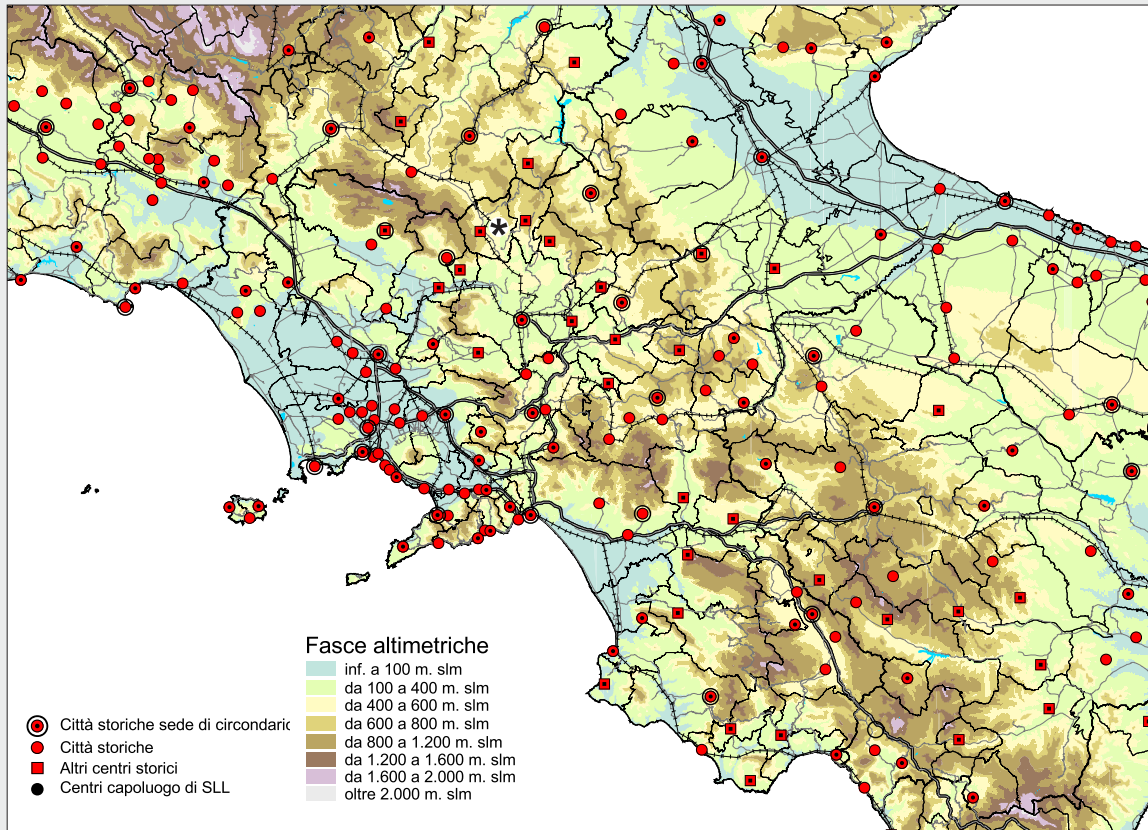 *
Fasce altimetriche
inf. a 100 m. slm
da 100 a 400 m. slm
da 400 a 600 m. slm
da 600 a 800 m. slm
da 800 a 1.200 m. slm
da 1.200 a 1.600 m. slm
da 1.600 a 2.000 m. slm
oltre 2.000 m. slm
Città storiche sede di circondaric
Città storiche
Altri centri storici
Centri capoluogo di SLL